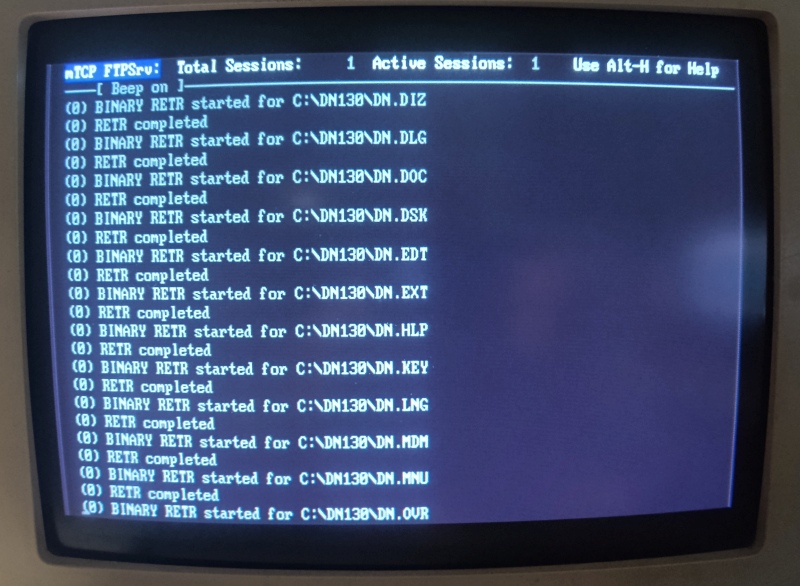 mTCP FTPSrv: Total Sessions: 1 Active Sessions: 1 Use Alt-H for Help
[ Beep on ]
(0) BINARY RETR started for C:\DN130\DN.DIZ
(0) RETR completed
(0) BINARY RETR started for C:\DN130\DN.DLG
(0) RETR completed
(0) BINARY RETR started for C:\DN130\DN.DOC
(0) RETR completed
(0) BINARY RETR started for C:\DN130\DN.DSK
(0) RETR completed
(0) BINARY RETR started for C:\DN130\DN.EDT
(0) RETR completed
(0) BINARY RETR started for C:\DN130\DN.EXT
(0) RETR completed
(0) BINARY RETR started for C:\DN130\DN.HLP
(0) RETR completed
(0) BINARY RETR started for C:\DN130\DN.KEY
(0) RETR completed
(0) BINARY RETR started for C:\DN130\DN.LNG
(0) RETR completed
(0) BINARY RETR started for C:\DN130\DN.MDM
(0) RETR completed
(0) BINARY RETR started for C:\DN130\DN.MNU
(0) RETR completed
(0) BINARY RETR started for C:\DN130\DN.OVR